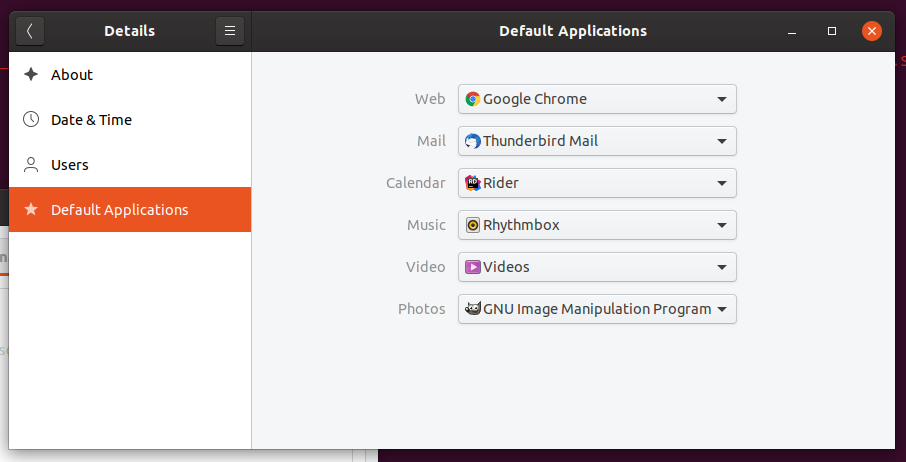 Details
Default Applications
About
Date & Time
Users
Default Applications
Web
Google Chrome
Mail
Thunderbird Mail
Calendar
RD
Rider
Music
Rhythmbox
Video
Videos
Photos
GNU Image Manipulation Program